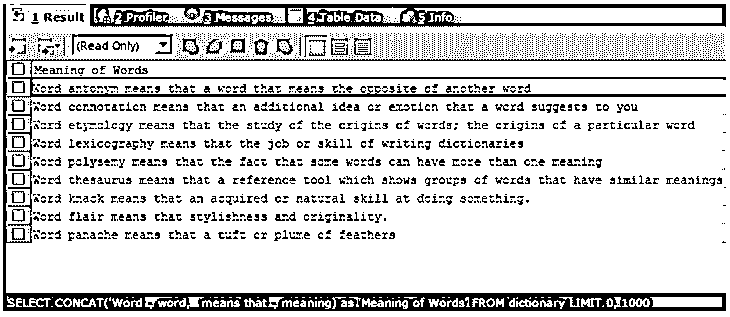 1 Result 2 Profiler 3 Messages 4 Table Data 5 Info
(Read Only)
Meaning of Words
Word antonym means that a word that means the opposite of another word
Word connotation means that an additional idea or emotion that a word suggests to you
Word etymology means that the study of the origins of words; the origins of a particular word
Word lexicography means that the job or skill of writing dictionaries
Word polysemy means that the fact that some words can have more than one meaning
Word thesaurus means that a reference tool which shows groups of words that have similar meanings
Word knack means that an acquired or natural skill at doing something.
Word flair means that stylishness and originality.
Word panache means that a tuft or plume of feathers
SELECT CONCAT('Word ', word, ' means that ', meaning) as 'Meaning of Words' FROM dictionary LIMIT 0, 1000